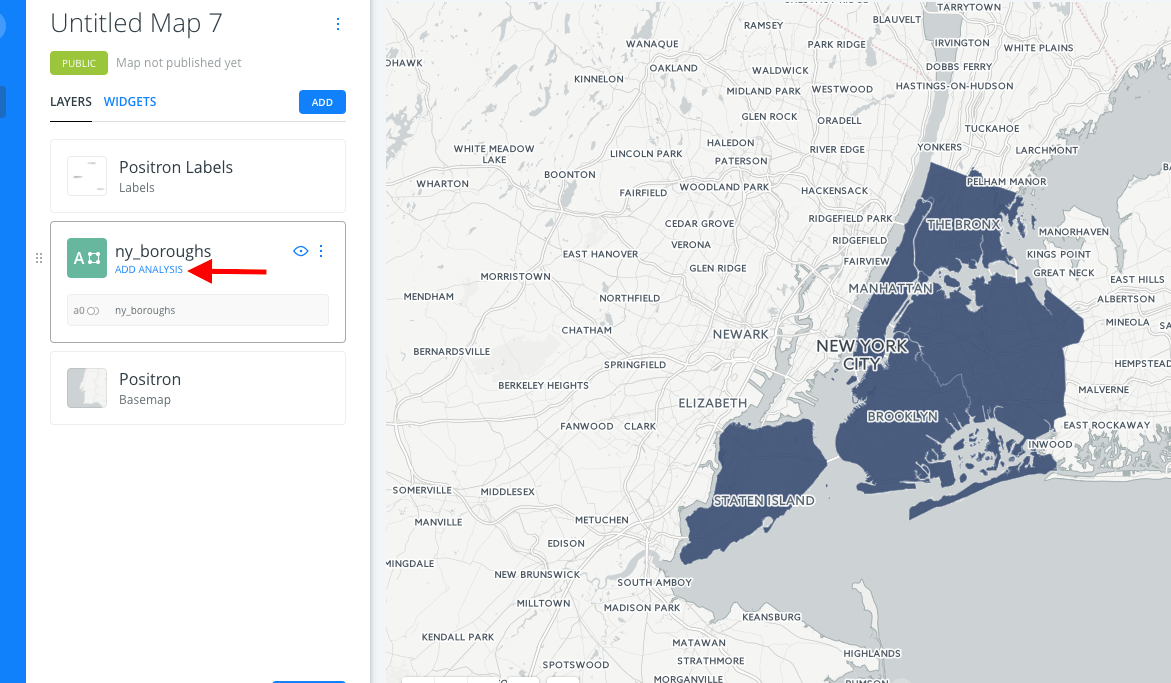 Untitled Map 7
PUBLIC
Map not published yet
LAYERS
WIDGETS
ADD
Positron Labels
Labels
A
ny_boroughs
ADD ANALYSIS
a0
ny_boroughs
Positron
Basemap
TARRYTOWN
BLAUVELT
RAMSEY
WANAQUE
PARK RIDGE
IRVINGTON
WHITE PLAINS
OAKLAND
DOBBS FERRY
WALDWICK
KINNELON
HASTINGS-ON-HUDSON
MIDLAND PARK
WESTWOOD
GLEN ROCK
ORADELL
TUCKAHOE
HALEDON
YONKERS
LARCHMONT
WHITE MEADOW
LAKE
LINCOLN PARK
RIVER EDGE
PATERSON
BOONTON
WHARTON
FAIRFIELD
WOODLAND PARK
HACKENSACK
PELHAM MANOR
RIDGEFIELD PARK
CEDAR GROVE
THE BRONX
MANORHAVEN
VERONA
RIDGEFIELD
EAST HANOVER
KINGS POINT
FAIRVIEW
GLEN RIDGE
GREAT NECK
MORRISTOWN
EAST HILLS
MANHATTAN
MENDHAM
NORTHFIELD
ALBERTSON
MINEOLA
CHATHAM
NEWARK
NEW YORK
CITY
BERNARDSVILLE
SPRINGFIELD
HEMPSTEAD
BERKELEY HEIGHTS
MALVERNE
ELIZABETH
BROOKLYN
FANWOOD
CLARK
EAST ROCKAWAY
INWOOD
SOMERVILLE
MIDDLESEX
STATEN ISLAND
MANVILLE
METUCHEN
EDISON
NEW BRUNSWICK
SOUTH AMBOY
MILLTOWN
MADISON PARK
KEANSBURG
KENDALL PARK
MATAWAN
HIGHLANDS
STRATHMORE
SPOTSWOOD
MORGANVILLE